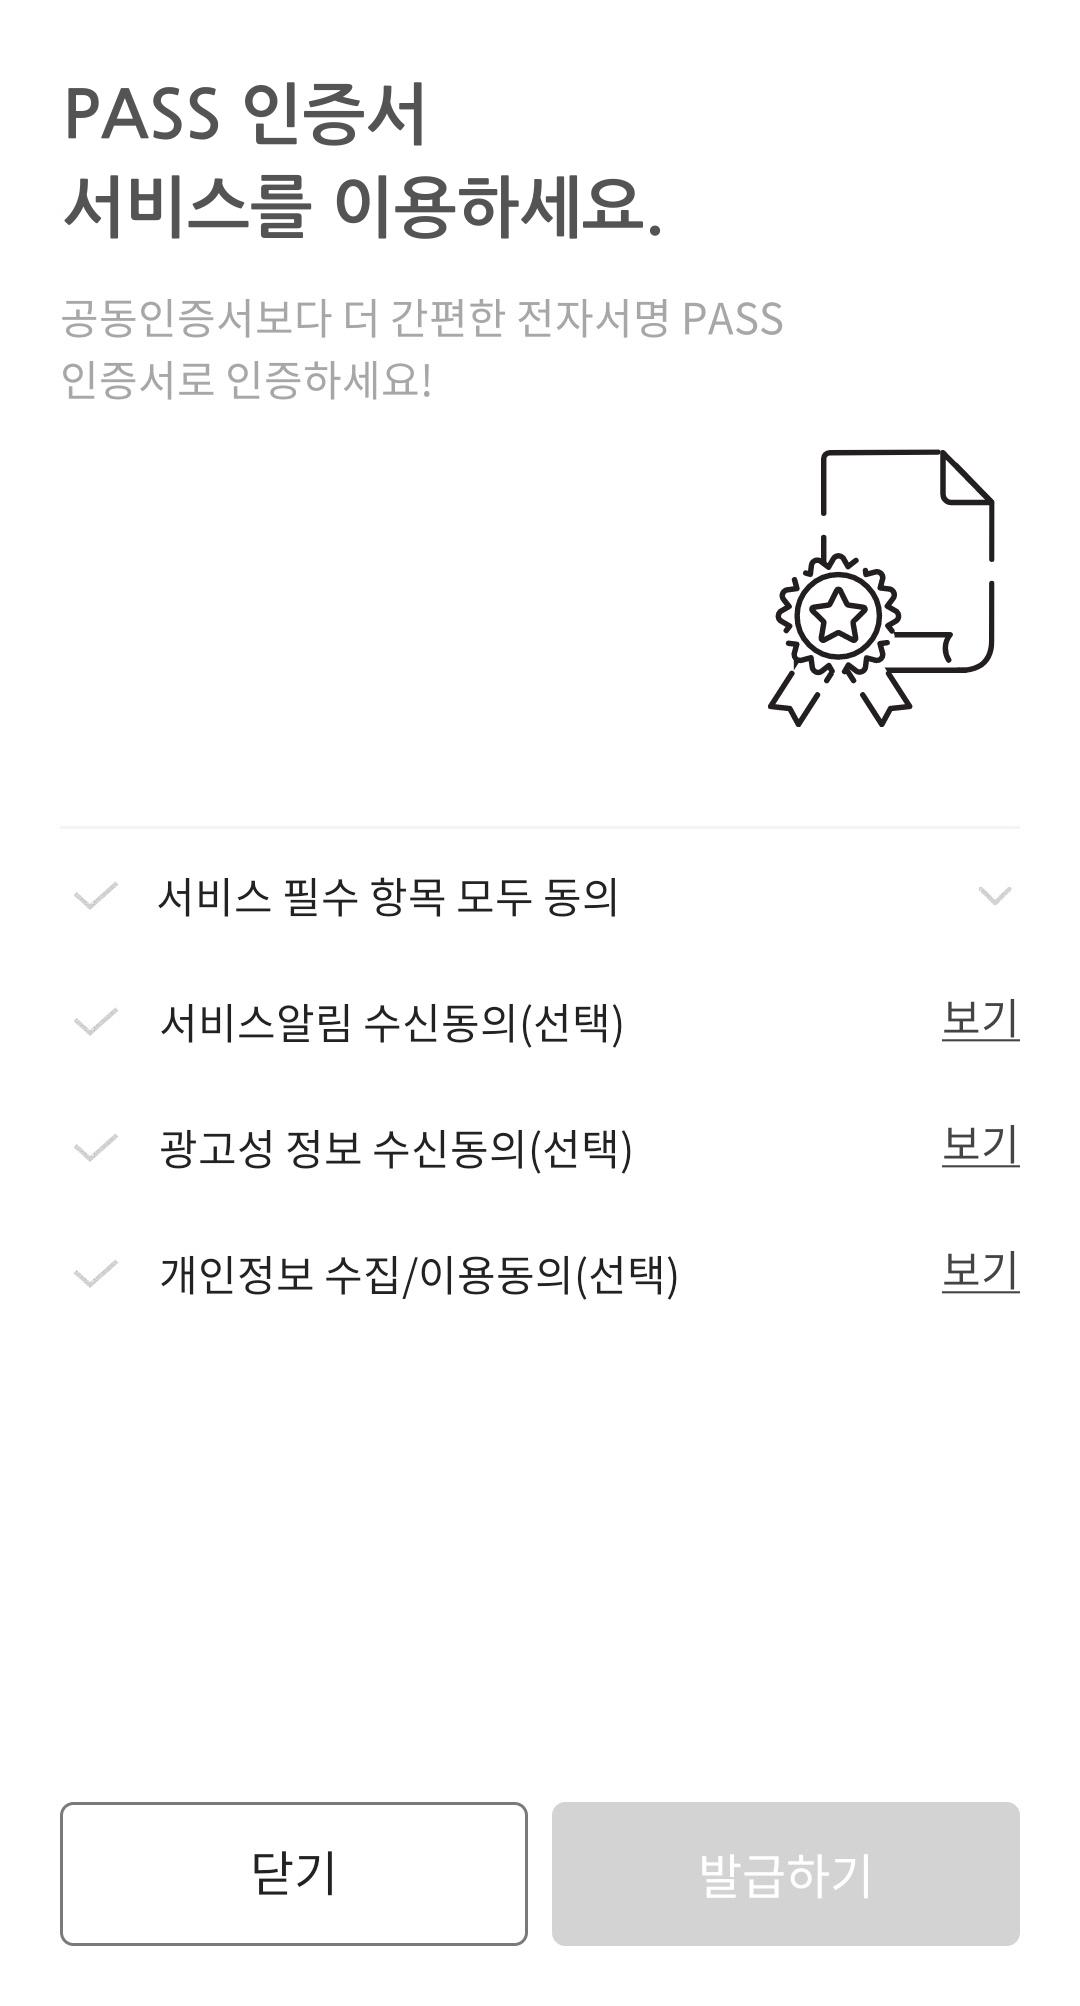 PASS 인증서
서비스를 이용하세요.
공동인증서보다 더 간편한 전자서명 PASS
인증서로 인증하세요!
서비스 필수 항목 모두 동의
서비스알림 수신동의(선택) 보기
광고성 정보 수신동의(선택) 보기
개인정보 수집/이용동의(선택) 보기
닫기 발급하기